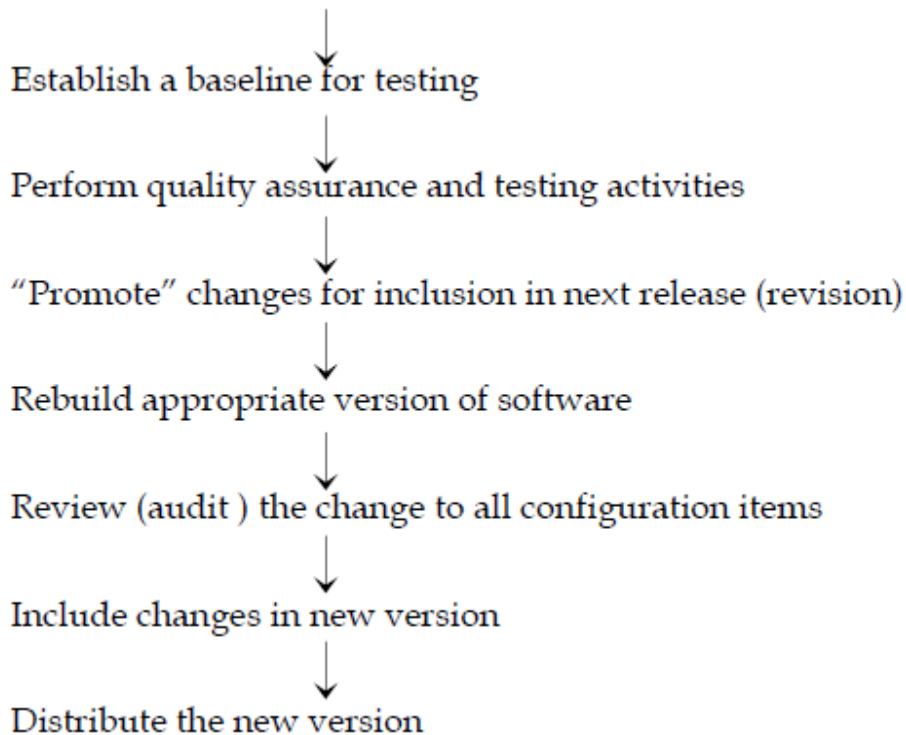 Establish a baseline for testing
Perform quality assurance and testing activities
“Promote” changes for inclusion in next release (revision)
Rebuild appropriate version of software
Review (audit ) the change to all configuration items
Include changes in new version
Distribute the new version